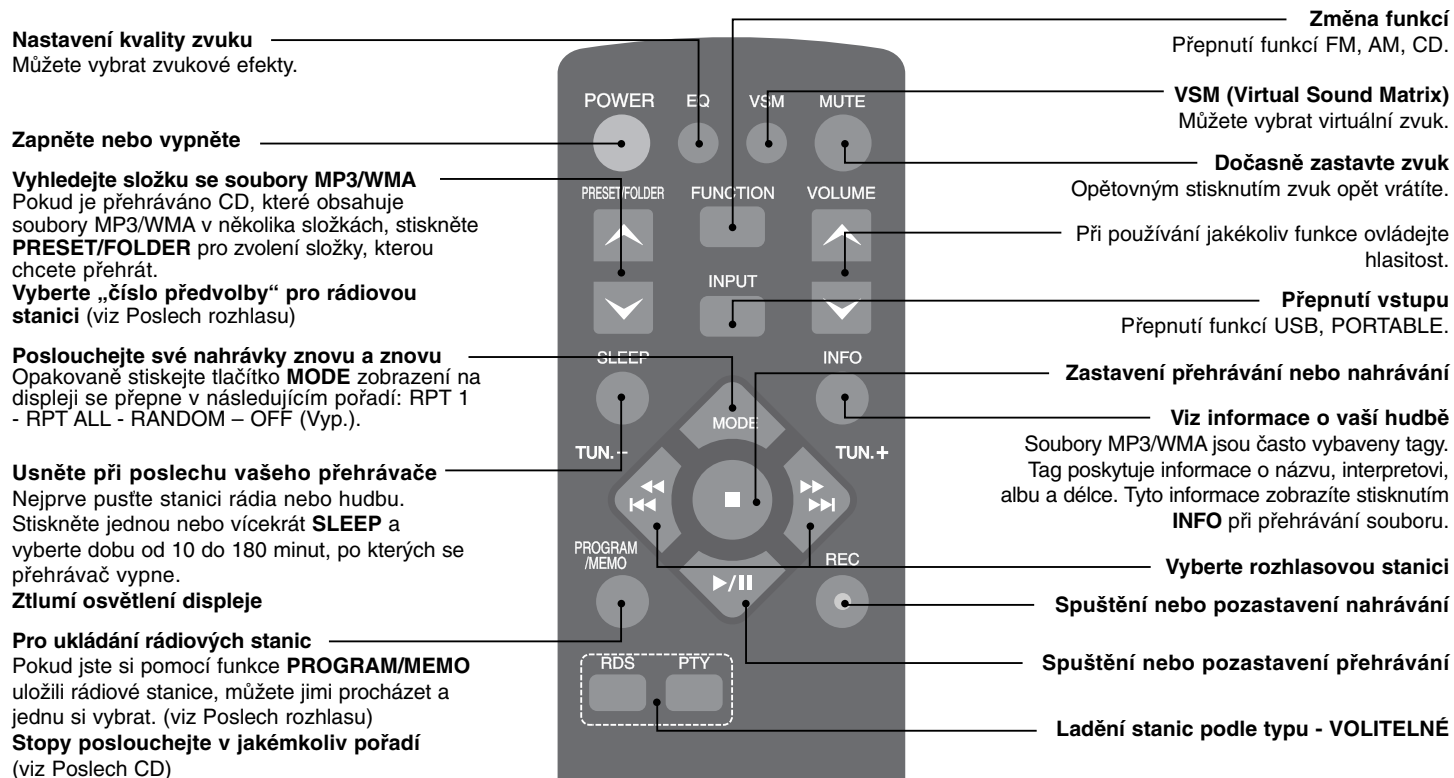 Nastavení kvality zvuku
Můžete vybrat zvukové efekty.
Zapněte nebo vypněte
Vyhledejte složku se soubory MP3/WMA
Pokud je přehráváno CD, které obsahuje
soubory MP3/WMA v několika složkách, stiskněte
PRESET/FOLDER pro zvolení složky, kterou
chcete přehrát.
Vyberte „číslo předvolby“ pro rádiovou
stanici (viz Poslech rozhlasu)
Poslouchejte své nahrávky znovu a znovu
Opakovaně stiskejte tlačítko MODE zobrazení na
displeji se přepne v následujícím pořadí: RPT 1
- RPT ALL - RANDOM – OFF (Vyp.).
Usněte při poslechu vašeho přehrávače
Nejprve pusťte stanici rádia nebo hudbu.
Stiskněte jednou nebo vícekrát SLEEP a
vyberte dobu od 10 do 180 minut, po kterých se
přehrávač vypne.
Ztlumí osvětlení displeje
Pro ukládání rádiových stanic
Pokud jste si pomocí funkce PROGRAM/MEMO
uložili rádiové stanice, můžete jimi procházet a
jednu si vybrat. (viz Poslech rozhlasu)
Stopy poslouchejte v jakémkoliv pořadí
(viz Poslech CD)
POWER EQ VSM MUTE
PRESET/FOLDER FUNCTION VOLUME
INPUT
SLEEP INFO
MODE
TUN.- TUN.+
PROGRAM
/MEMO REC
RDS PTY
Změna funkcí
Přepnutí funkcí FM, AM, CD.
VSM (Virtual Sound Matrix)
Můžete vybrat virtuální zvuk.
Dočasně zastavte zvuk
Opětovným stisknutím zvuk opět vrátíte.
Při používání jakékoliv funkce ovládejte
hlasitost.
Přepnutí vstupu
Přepnutí funkcí USB, PORTABLE.
Zastavení přehrávání nebo nahrávání
Viz informace o vaší hudbě
Soubory MP3/WMA jsou často vybaveny tagy.
Tag poskytuje informace o názvu, interpretovi,
albu a délce. Tyto informace zobrazíte stisknutím
INFO při přehrávání souboru.
Vyberte rozhlasovou stanici
Spuštění nebo pozastavení nahrávání
Spuštění nebo pozastavení přehrávání
Ladění stanic podle typu - VOLITELNÉ